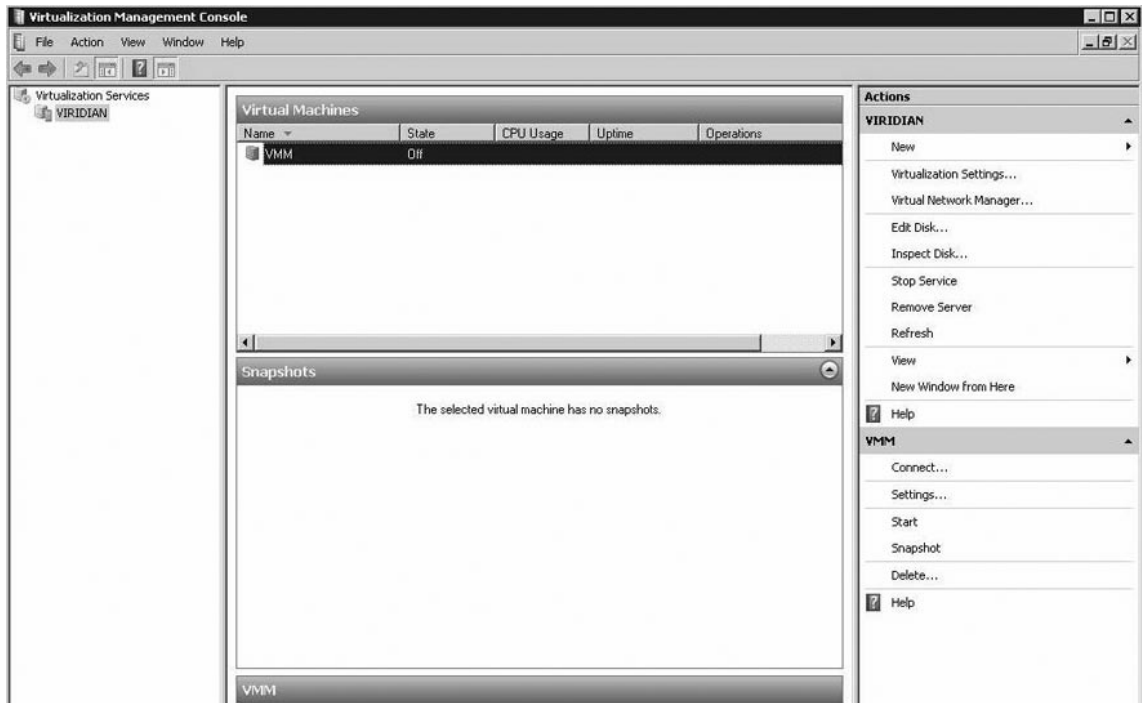 Virtualization Management Console
File Action View Window Help
Virtualization Services
VIRIDIAN
Virtual Machines
Name State CPU Usage Uptime Operations
VMM Off
Snapshots
The selected virtual machine has no snapshots.
VMM
Actions
VIRIDIAN
New
Virtualization Settings...
Virtual Network Manager...
Edit Disk...
Inspect Disk...
Stop Service
Remove Server
Refresh
View
New Window from Here
Help
VMM
Connect...
Settings...
Start
Snapshot
Delete...
Help